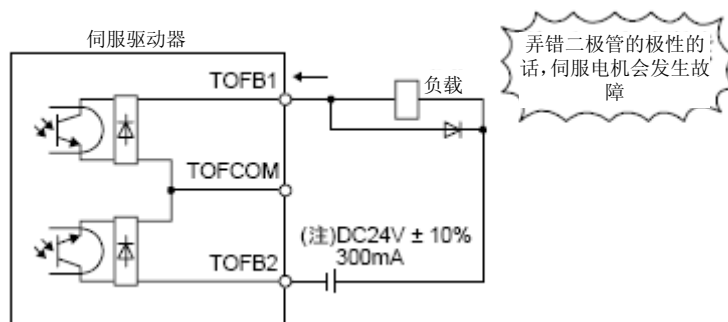 伺服驱动器
弄错二极管的极性的
话，伺服电机会发生故
障
TOFB1
负载
TOFCOM
(注)DC24V ± 10%
300mA
TOFB2